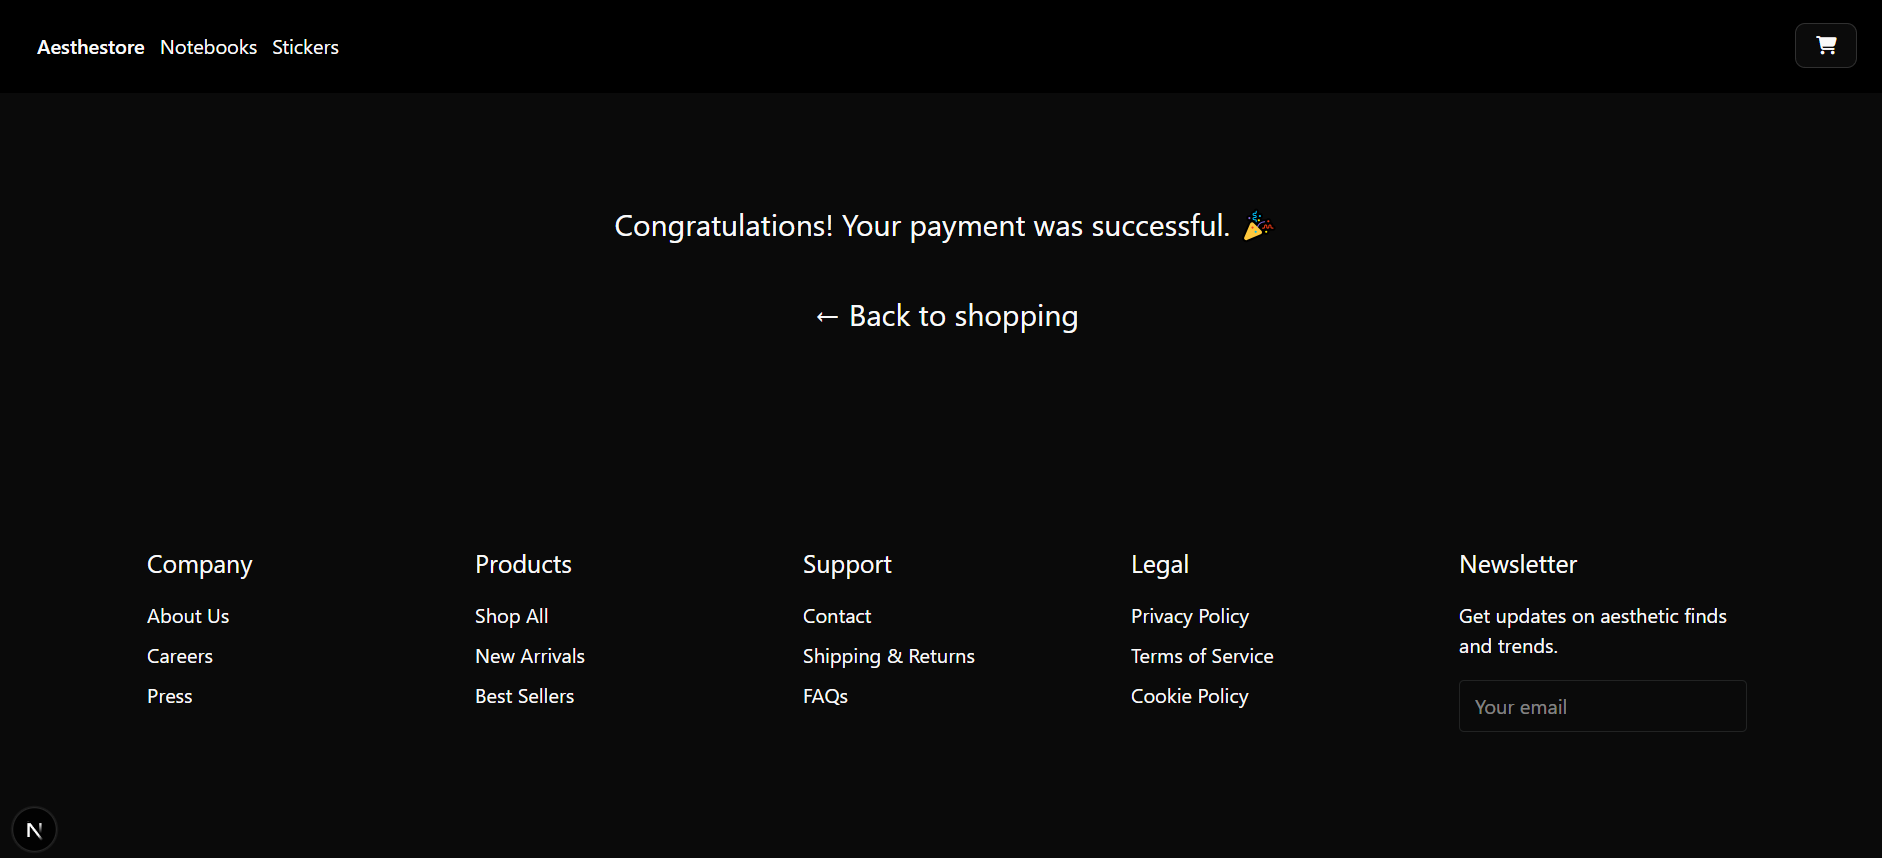 Aesthestore Notebooks Stickers
Congratulations! Your payment was successful. 🎉
← Back to shopping
Company
About Us
Careers
Press
Products
Shop All
New Arrivals
Best Sellers
Support
Contact
Shipping & Returns
FAQs
Legal
Privacy Policy
Terms of Service
Cookie Policy
Newsletter
Get updates on aesthetic finds
and trends.
Your email
N